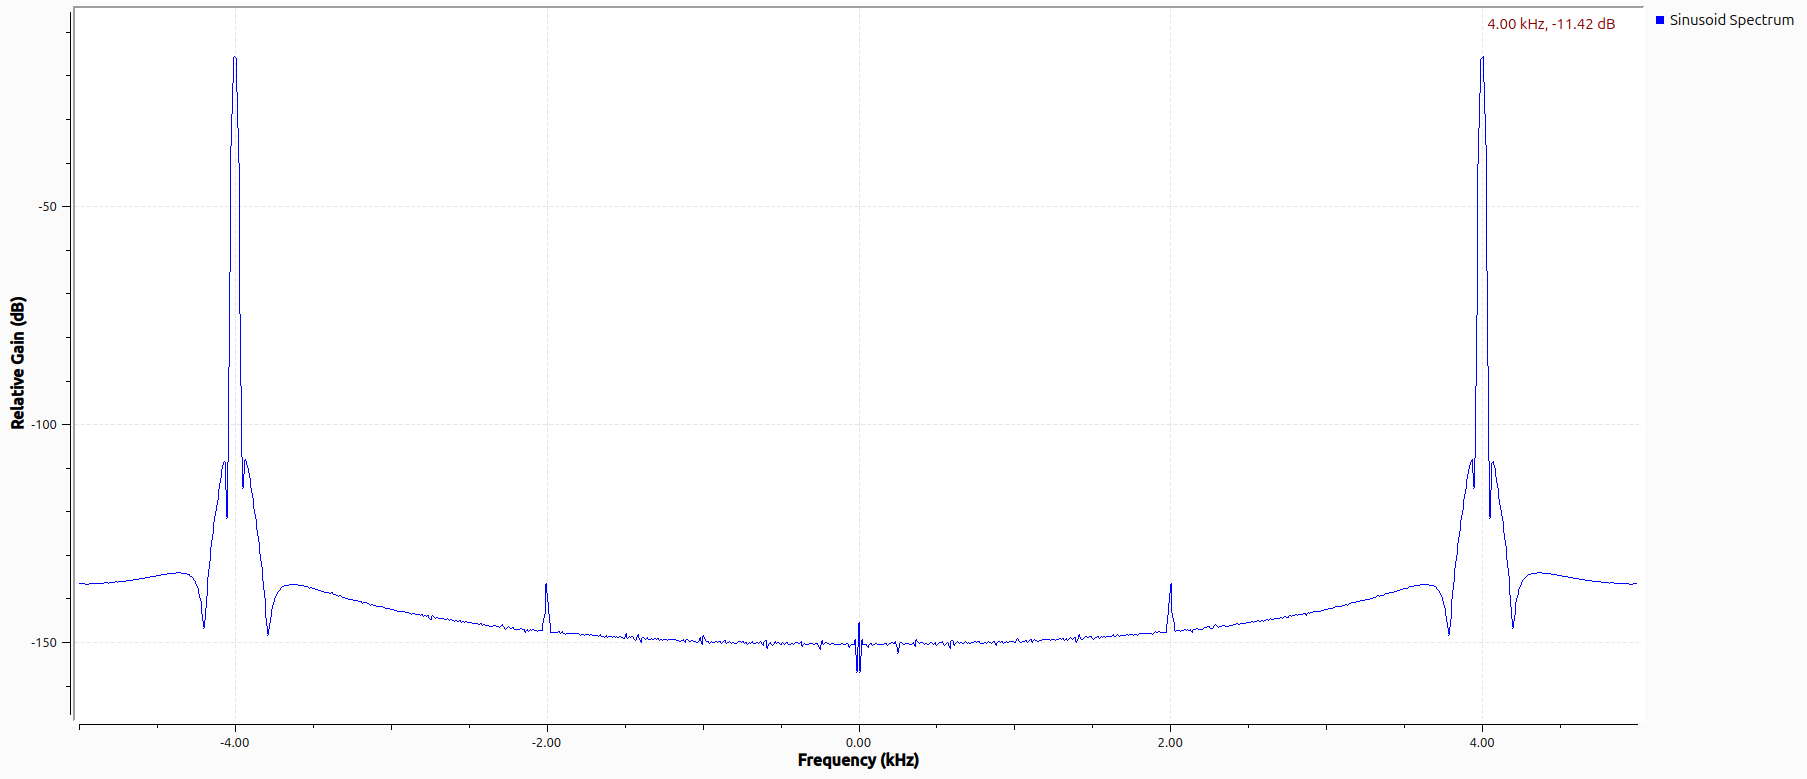 4.00 kHz, -11.42 dB
Sinusoid Spectrum
Relative Gain (dB)
-50
-100
-150
-4.00
-2.00
0.00
2.00
4.00
Frequency (kHz)